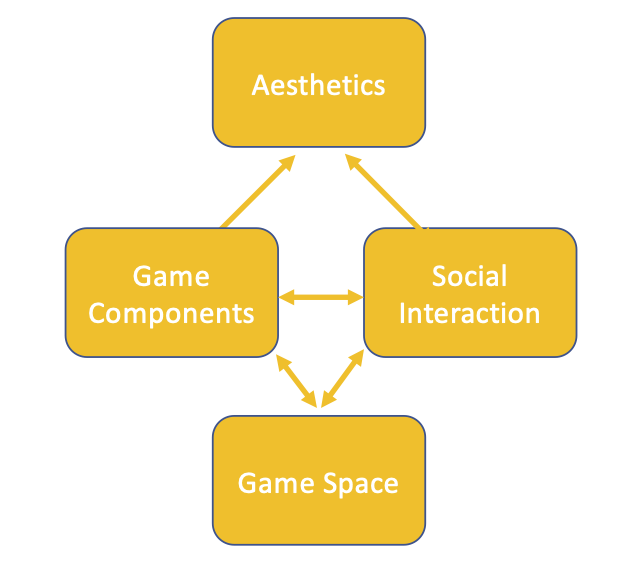 Aesthetics
Game
Components
Social
Interaction
Game Space